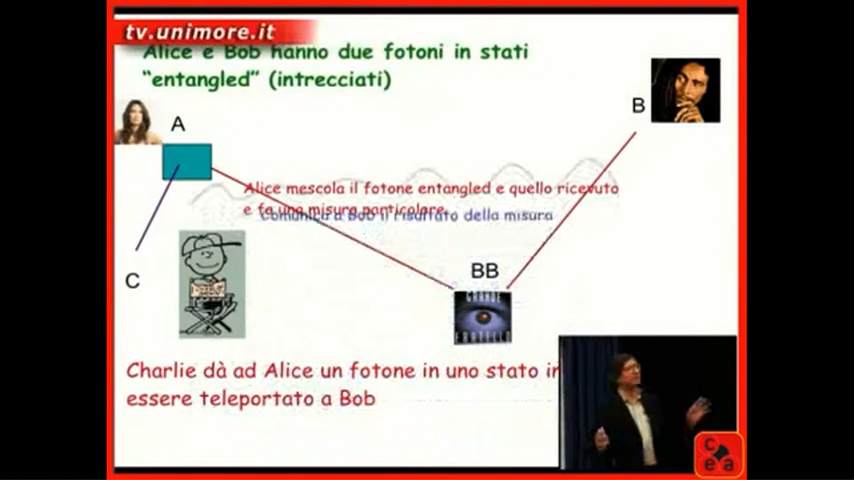 tv.unimore.it
Alice e Bob hanno due fotoni in stati
“entangled” (intrecciati)
A
B
Alice mescola il fotone entangled e quello ricevuto
e fa una misura particolare
Comunica a Bob il risultato della misura
C
BB
GRANDE
FRATELLO
Charlie dà ad Alice un fotone in uno stato in
essere teleportato a Bob
c
e a